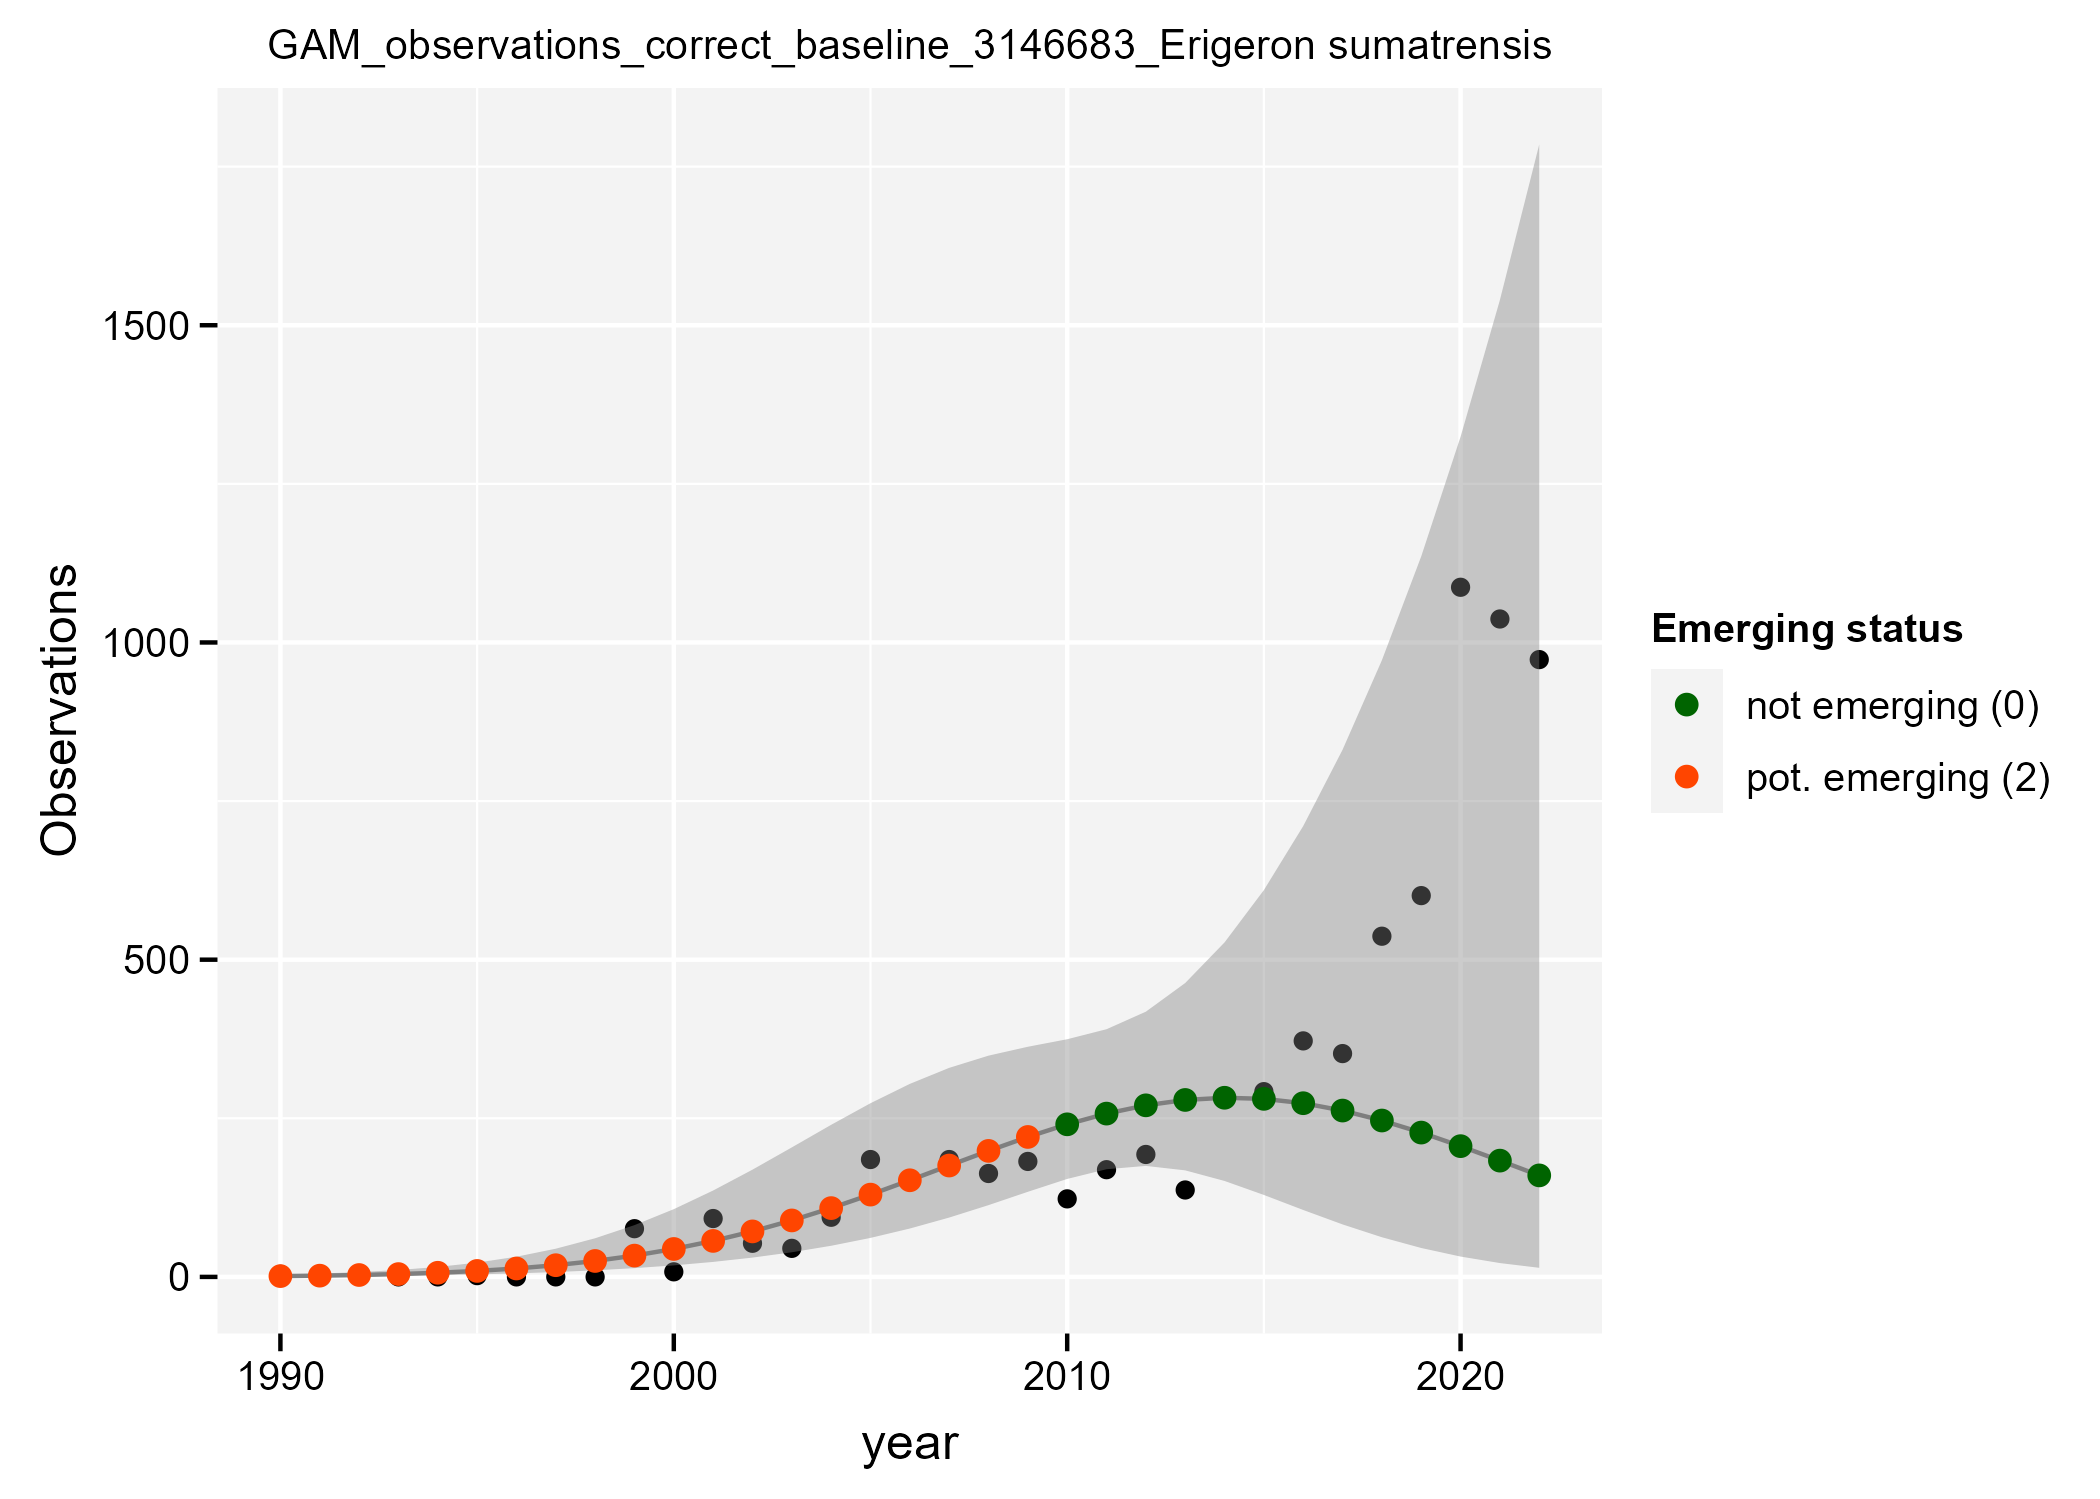 GAM_observations_correct_baseline_3146683_Erigeron sumatrensis
Observations
1500
1000
500
0
1990
2000
2010
2020
year
Emerging status
not emerging (0)
pot. emerging (2)